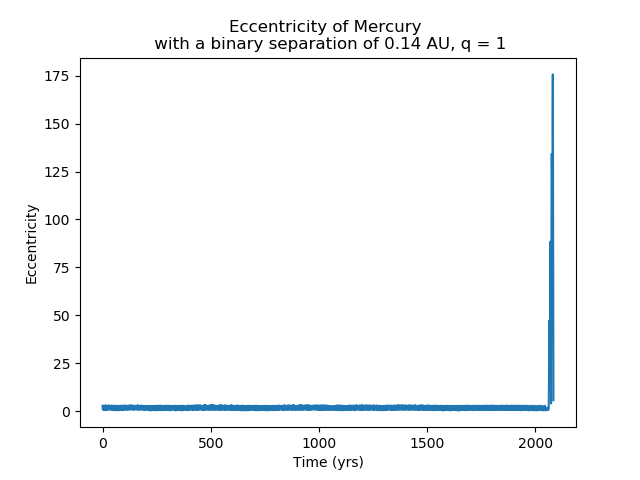 Eccentricity of Mercury
with a binary separation of 0.14 AU, q = 1
175
150
125
100
75
50
25
0
Eccentricity
0 500 1000 1500 2000
Time (yrs)